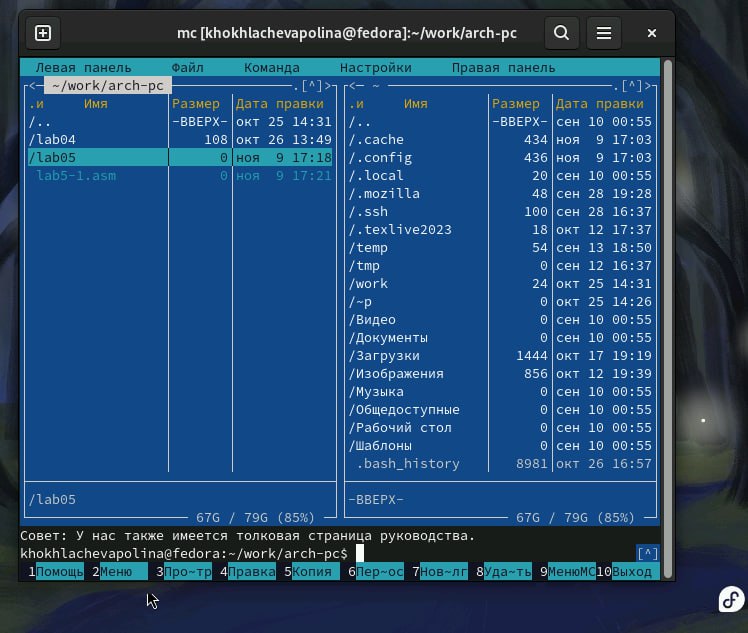 mc [khokhlachevapolina@fedora]:~/work/arch-pc
Левая панель Файл Команда Настройки Правая панель
<— ~/work/arch-pc .[^]>
.и Имя Размер Дата правки
/.. -ВВЕРХ- окт 25 14:31
/lab04 108 окт 26 13:49
/lab05 0 ноя 9 17:18
lab5-1.asm 0 ноя 9 17:21
/lab05
67G / 79G (85%)
<— ~ .[^]>
.и Имя Размер Дата правки
/.. -ВВЕРХ- сен 10 00:55
/.cache 434 ноя 9 17:03
/.config 436 ноя 9 17:03
/.local 20 сен 10 00:55
/.mozilla 48 сен 28 19:28
/.ssh 100 сен 28 16:37
/.texlive2023 18 окт 12 17:37
/temp 54 сен 13 18:50
/tmp 0 сен 12 16:37
/work 24 окт 25 14:31
/~p 0 окт 25 14:26
/Видео 0 сен 10 00:55
/Документы 0 сен 10 00:55
/Загрузки 1444 окт 17 19:19
/Изображения 856 окт 12 19:39
/Музыка 0 сен 10 00:55
/Общедоступные 0 сен 10 00:55
/Рабочий стол 0 сен 10 00:55
/Шаблоны 0 сен 10 00:55
.bash_history 8981 окт 26 16:57
-ВВЕРХ-
67G / 79G (85%)
Совет: У нас также имеется толковая страница руководства.
khokhlachevapolina@fedora:~/work/arch-pc$ [^]
1Помощь 2Меню 3Про~тр 4Правка 5Копия 6Пер~ос 7Нов~лг 8Уда~ть 9МенюMC 10Выход